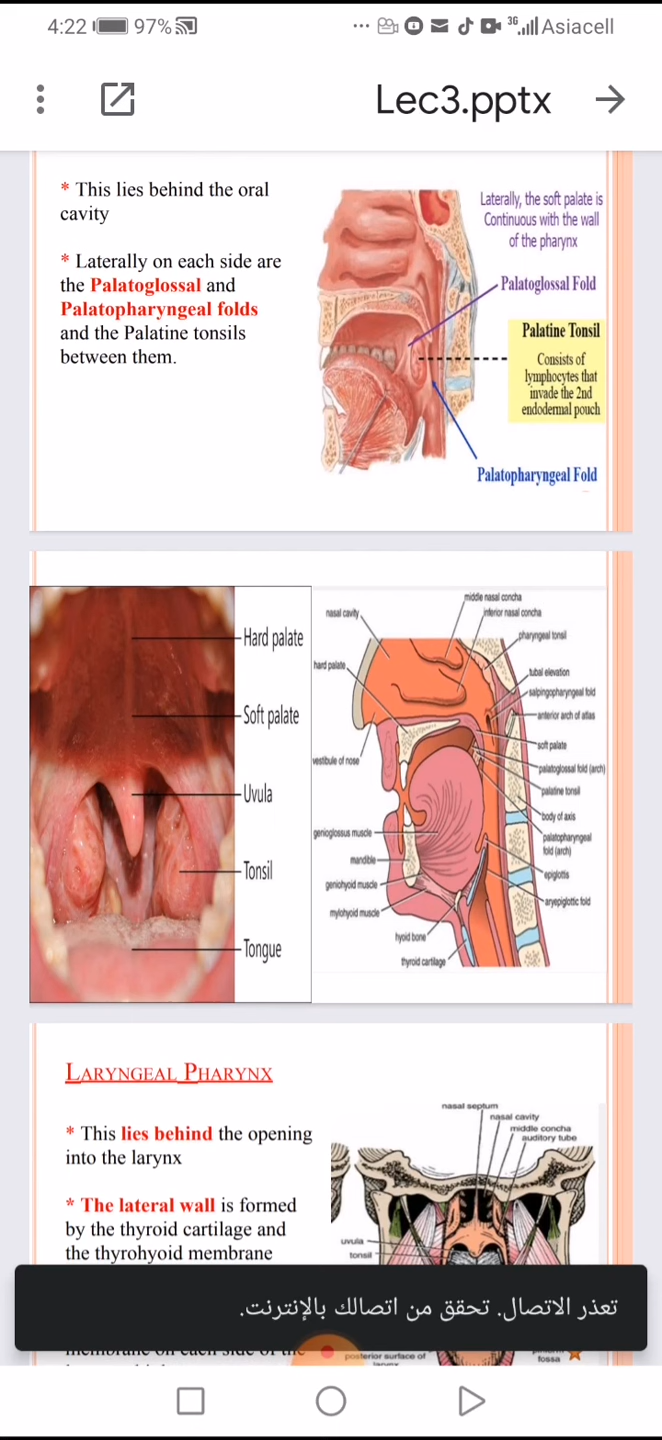 4:22 97% ... 3G Asiacell
Lec3.pptx
* This lies behind the oral
cavity
* Laterally on each side are
the Palatoglossal and
Palatopharyngeal folds
and the Palatine tonsils
between them.
Laterally, the soft palate is
Continuous with the wall
of the pharynx
Palatoglossal Fold
Palatine Tonsil
Consists of
lymphocytes that
invade the 2nd
endodermal pouch
Palatopharyngeal Fold
Hard palate
Soft palate
Uvula
Tonsil
Tongue
middle nasal concha
nasal cavity
inferior nasal concha
pharyngeal tonsil
hard palate
tubal elevation
salpingopharyngeal fold
anterior arch of atlas
soft palate
vestibule of nose
palatoglossal fold (arch)
palatine tonsil
body of axis
genioglossus muscle
palatopharyngeal
fold (arch)
mandible
epiglottis
geniohyoid muscle
aryepiglottic fold
mylohyoid muscle
hyoid bone
thyroid cartilage
LARYNGEAL PHARYNX
* This lies behind the opening
into the larynx
* The lateral wall is formed
by the thyroid cartilage and
the thyrohyoid membrane
nasal septum
nasal cavity
middle concha
auditory tube
uvula
tonsil
تعذر الاتصال. تحقق من اتصالك بالإنترنت.
membrane on each side of the
posterior surface of
fossa